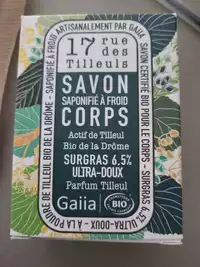 17 rue
des
Tilleuls
SAVON
SAPONIFIÉ À FROID
CORPS
Actif de Tilleul
Bio de la Drôme
SURGRAS 6,5%
ULTRA-DOUX
Parfum Tilleul
Gaiia
BIO
- SAPONIFIÉ À FROID - ARTISANALEMENT PAR GAIIA - SAVON CERTIFIÉ BIO POUR LE CORPS - SURGRAS 6,5% ULTRA-DOUX - À LA POUDRE DE TILLEUL BIO DE LA DRÔME